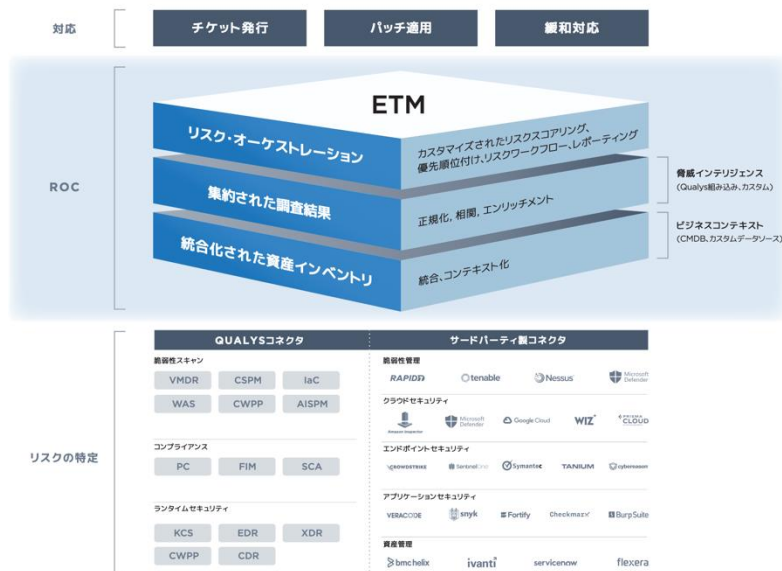 対応
チケット発行
パッチ適用
緩和対応
ROC
ETM
リスク・オーケストレーション
カスタマイズされたリスクスコアリング、
優先順位付け、リスクワークフロー、レポーティング
集約された調査結果
正規化, 相関, エンリッチメント
統合化された資産インベントリ
統合、コンテキスト化
脅威インテリジェンス
(Qualys組み込み、カスタム)
ビジネスコンテキスト
(CMDB、カスタムデータソース)
リスクの特定
QUALYSコネクタ
脆弱性スキャン
VMDR
CSPM
IaC
WAS
CWPP
AISPM
コンプライアンス
PC
FIM
SCA
ランタイムセキュリティ
KCS
EDR
XDR
CWPP
CDR
サードパーティ製コネクタ
脆弱性管理
RAPID7
tenable
Nessus
Microsoft
Defender
クラウドセキュリティ
Amazon Inspector
Microsoft
Defender
Google Cloud
WIZ
PRISMA
CLOUD
エンドポイントセキュリティ
CROWDSTRIKE
SentinelOne
Symantec
TANIUM
cybereason
アプリケーションセキュリティ
VERACODE
snyk
Fortify
Checkmarx
BurpSuite
資産管理
bmc helix
ivanti
servicenow
flexera